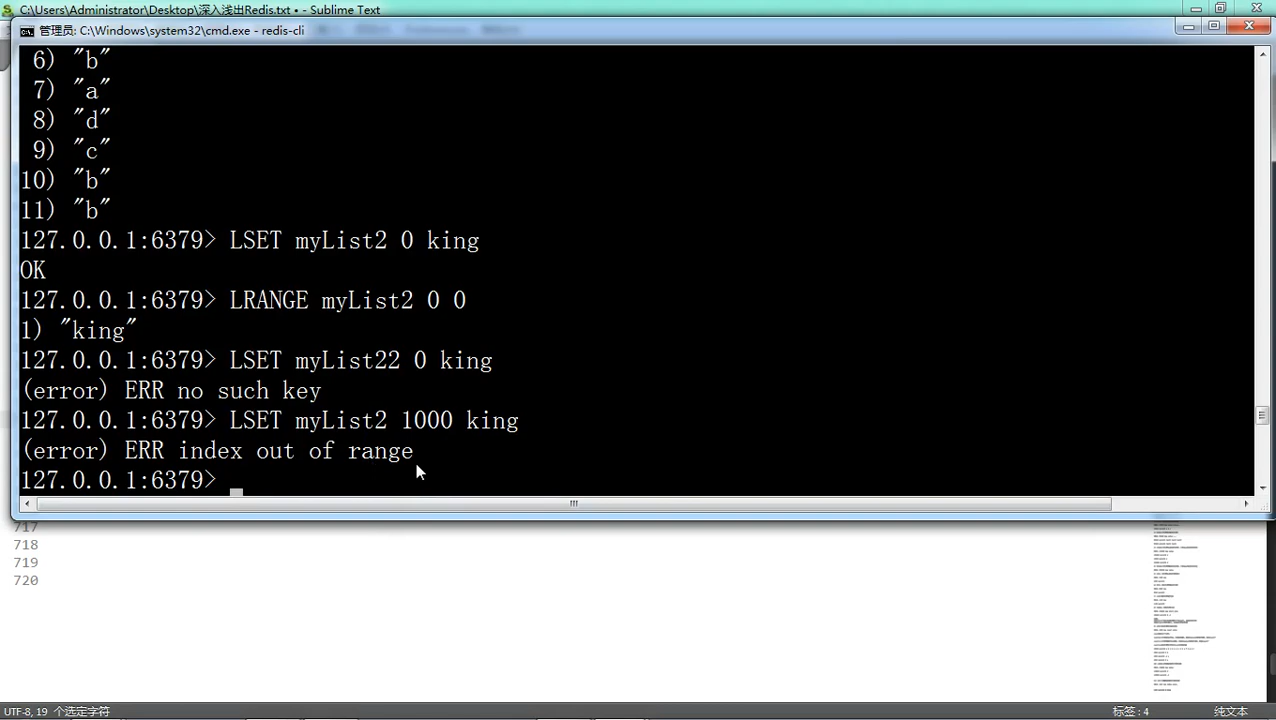 C:\Users\Administrator\Desktop\深入浅出Redis.txt • - Sublime Text
管理员: C:\Windows\system32\cmd.exe - redis-cli
6) "b"
7) "a"
8) "d"
9) "c"
10) "b"
11) "b"
127.0.0.1:6379> LSET myList2 0 king
OK
127.0.0.1:6379> LRANGE myList2 0 0
1) "king"
127.0.0.1:6379> LSET myList22 0 king
(error) ERR no such key
127.0.0.1:6379> LSET myList2 1000 king
(error) ERR index out of range
127.0.0.1:6379>
717
718
719
720
UTF-8, 19 个选定字符
标签: 4
纯文本